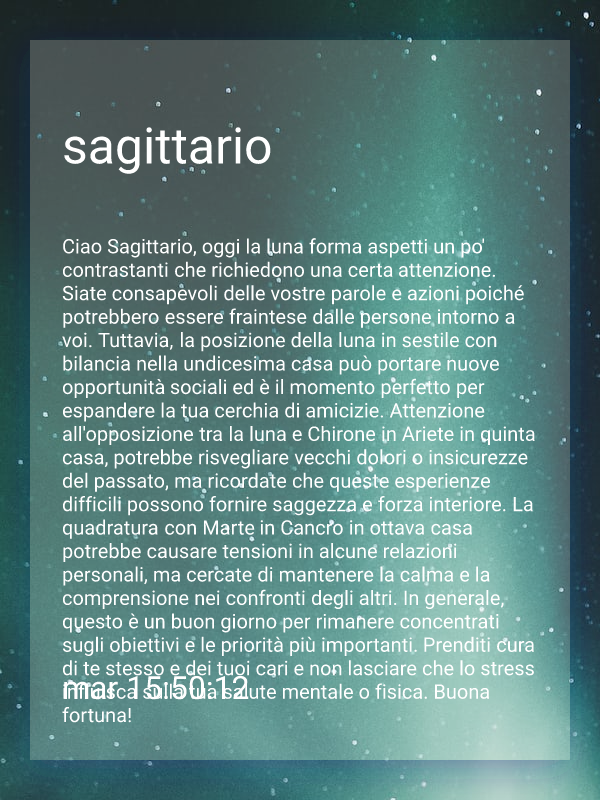 sagittario
Ciao Sagittario, oggi la luna forma aspetti un po'
contrastanti che richiedono una certa attenzione.
Siate consapevoli delle vostre parole e azioni poiché
potrebbero essere fraintese dalle persone intorno a
voi. Tuttavia, la posizione della luna in sestile con
bilancia nella undicesima casa può portare nuove
opportunità sociali ed è il momento perfetto per
espandere la tua cerchia di amicizie. Attenzione
all'opposizione tra la luna e Chirone in Ariete in quinta
casa, potrebbe risvegliare vecchi dolori o insicurezze
del passato, ma ricordate che queste esperienze
difficili possono fornire saggezza e forza interiore. La
quadratura con Marte in Cancro in ottava casa
potrebbe causare tensioni in alcune relazioni
personali, ma cercate di mantenere la calma e la
comprensione nei confronti degli altri. In generale,
questo è un buon giorno per rimanere concentrati
sugli obiettivi e le priorità più importanti. Prenditi cura
di te stesso e dei tuoi cari e non lasciare che lo stress
influisca sulla tua salute mentale o fisica. Buona
fortuna!
mar 15:50:12